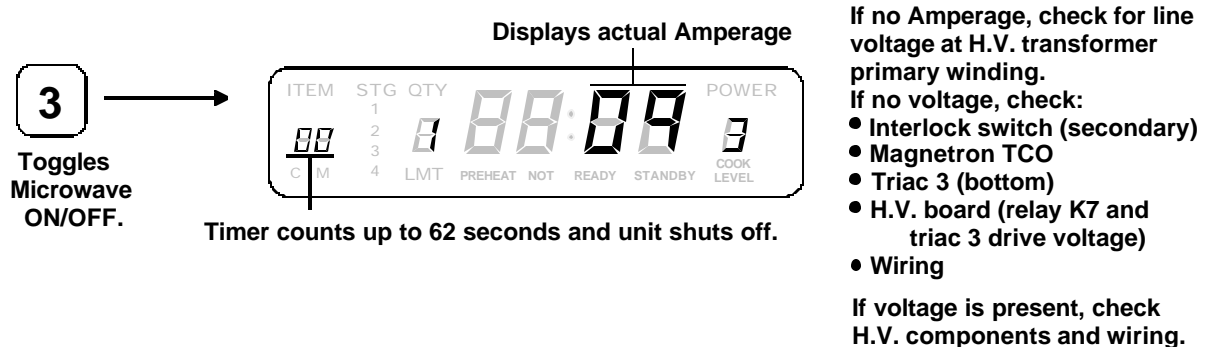 Displays actual Amperage
3
Toggles
Microwave
ON/OFF.
ITEM STG QTY POWER
1
2
3
4
00 1 88:09 3
C M LMT PREHEAT NOT READY STANDBY COOK
LEVEL
Timer counts up to 62 seconds and unit shuts off.
If no Amperage, check for line
voltage at H.V. transformer
primary winding.
If no voltage, check:
• Interlock switch (secondary)
• Magnetron TCO
• Triac 3 (bottom)
• H.V. board (relay K7 and
triac 3 drive voltage)
• Wiring
If voltage is present, check
H.V. components and wiring.